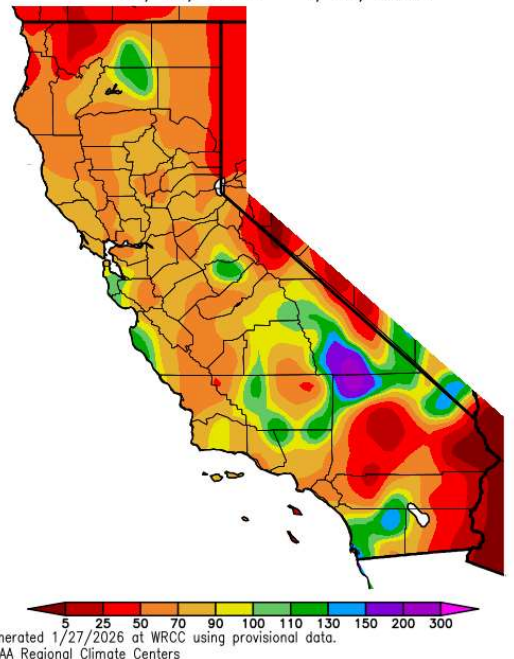 5 25 50 70 90 100 110 130 150 200 300
nerated 1/27/2026 at WRCC using provisional data.
AA Regional Climate Centers